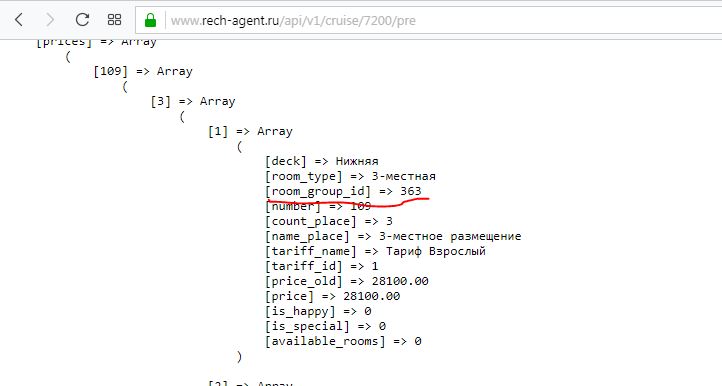 www.rech-agent.ru/api/v1/cruise/7200/pre
[prices] => Array
(
[109] => Array
(
[3] => Array
(
[1] => Array
(
[deck] => Нижняя
[room_type] => 3-местная
[room_group_id] => 363
[number] => 109
[count_place] => 3
[name_place] => 3-местное размещение
[tariff_name] => Тариф Взрослый
[tariff_id] => 1
[price_old] => 28100.00
[price] => 28100.00
[is_happy] => 0
[is_special] => 0
[available_rooms] => 0
)
[2] => Array